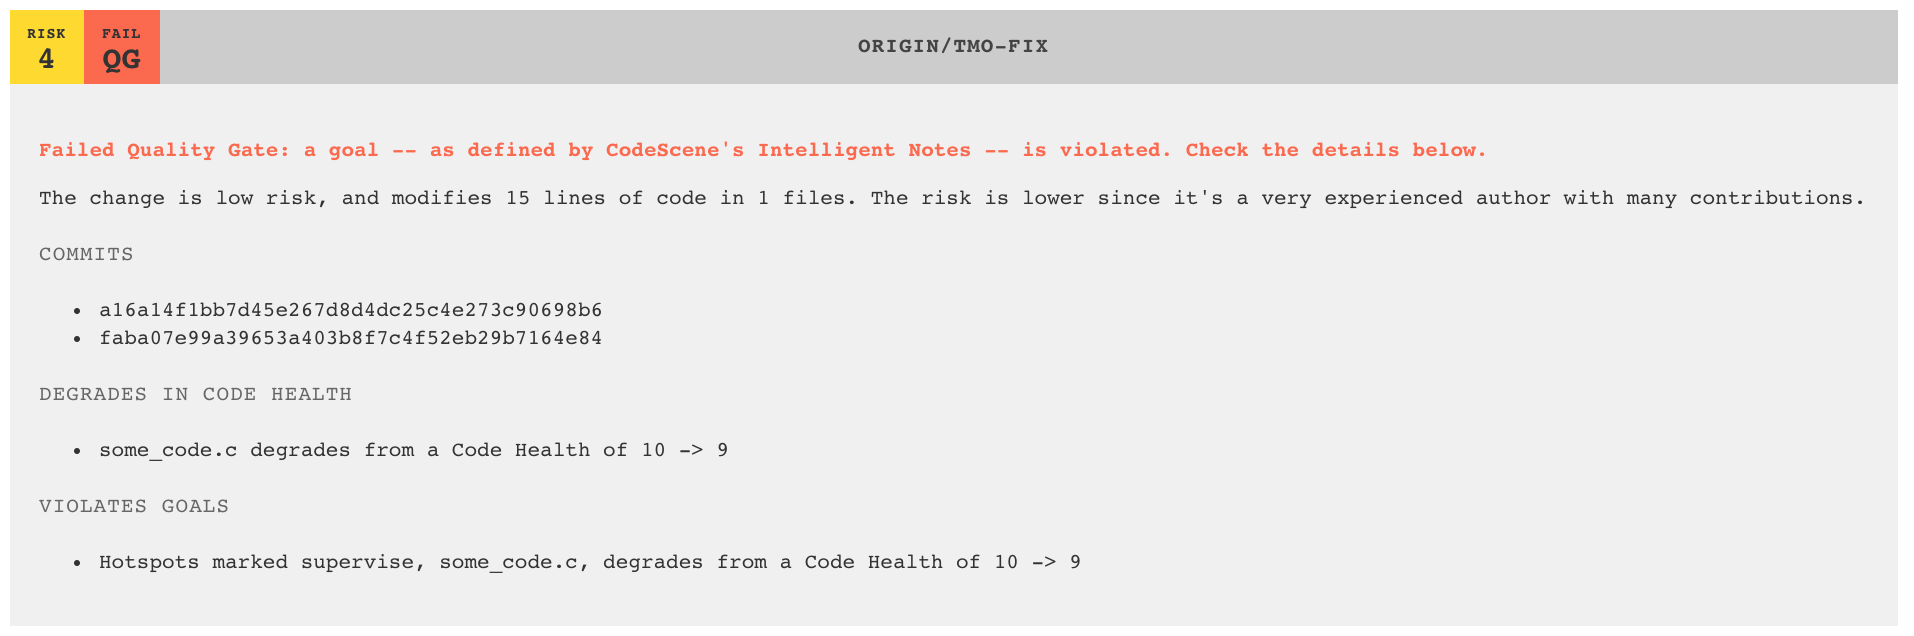 RISK
4
FAIL
QG
ORIGIN/TMO-FIX
Failed Quality Gate: a goal -- as defined by CodeScene's Intelligent Notes -- is violated. Check the details below.
The change is low risk, and modifies 15 lines of code in 1 files. The risk is lower since it's a very experienced author with many contributions.
COMMITS
• a16a14f1bb7d45e267d8d4dc25c4e273c90698b6
• faba07e99a39653a403b8f7c4f52eb29b7164e84
DEGRADES IN CODE HEALTH
• some_code.c degrades from a Code Health of 10 -> 9
VIOLATES GOALS
• Hotspots marked supervise, some_code.c, degrades from a Code Health of 10 -> 9